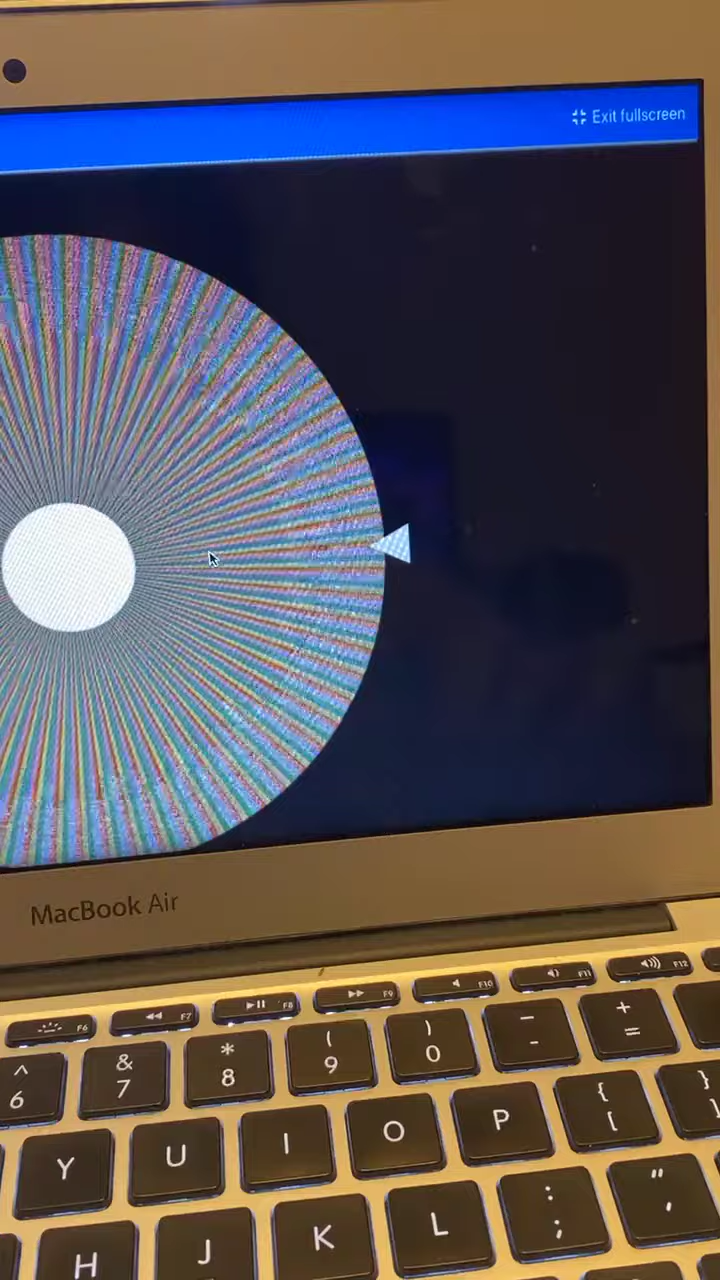 Exit fullscreen
MacBook Air
F6
F7
F8
F9
F10
F11
F12
^ & * ( ) _ +
6 7 8 9 0 - =
Y U I O P { [ } ]
H J K L : ; " ,